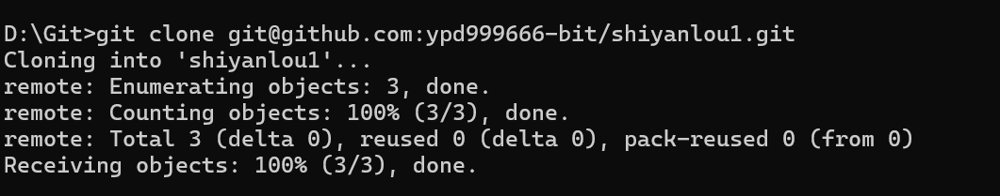 D:\Git>git clone git@github.com:ypd999666-bit/shiyanlou1.git
Cloning into 'shiyanlou1'...
remote: Enumerating objects: 3, done.
remote: Counting objects: 100% (3/3), done.
remote: Total 3 (delta 0), reused 0 (delta 0), pack-reused 0 (from 0)
Receiving objects: 100% (3/3), done.